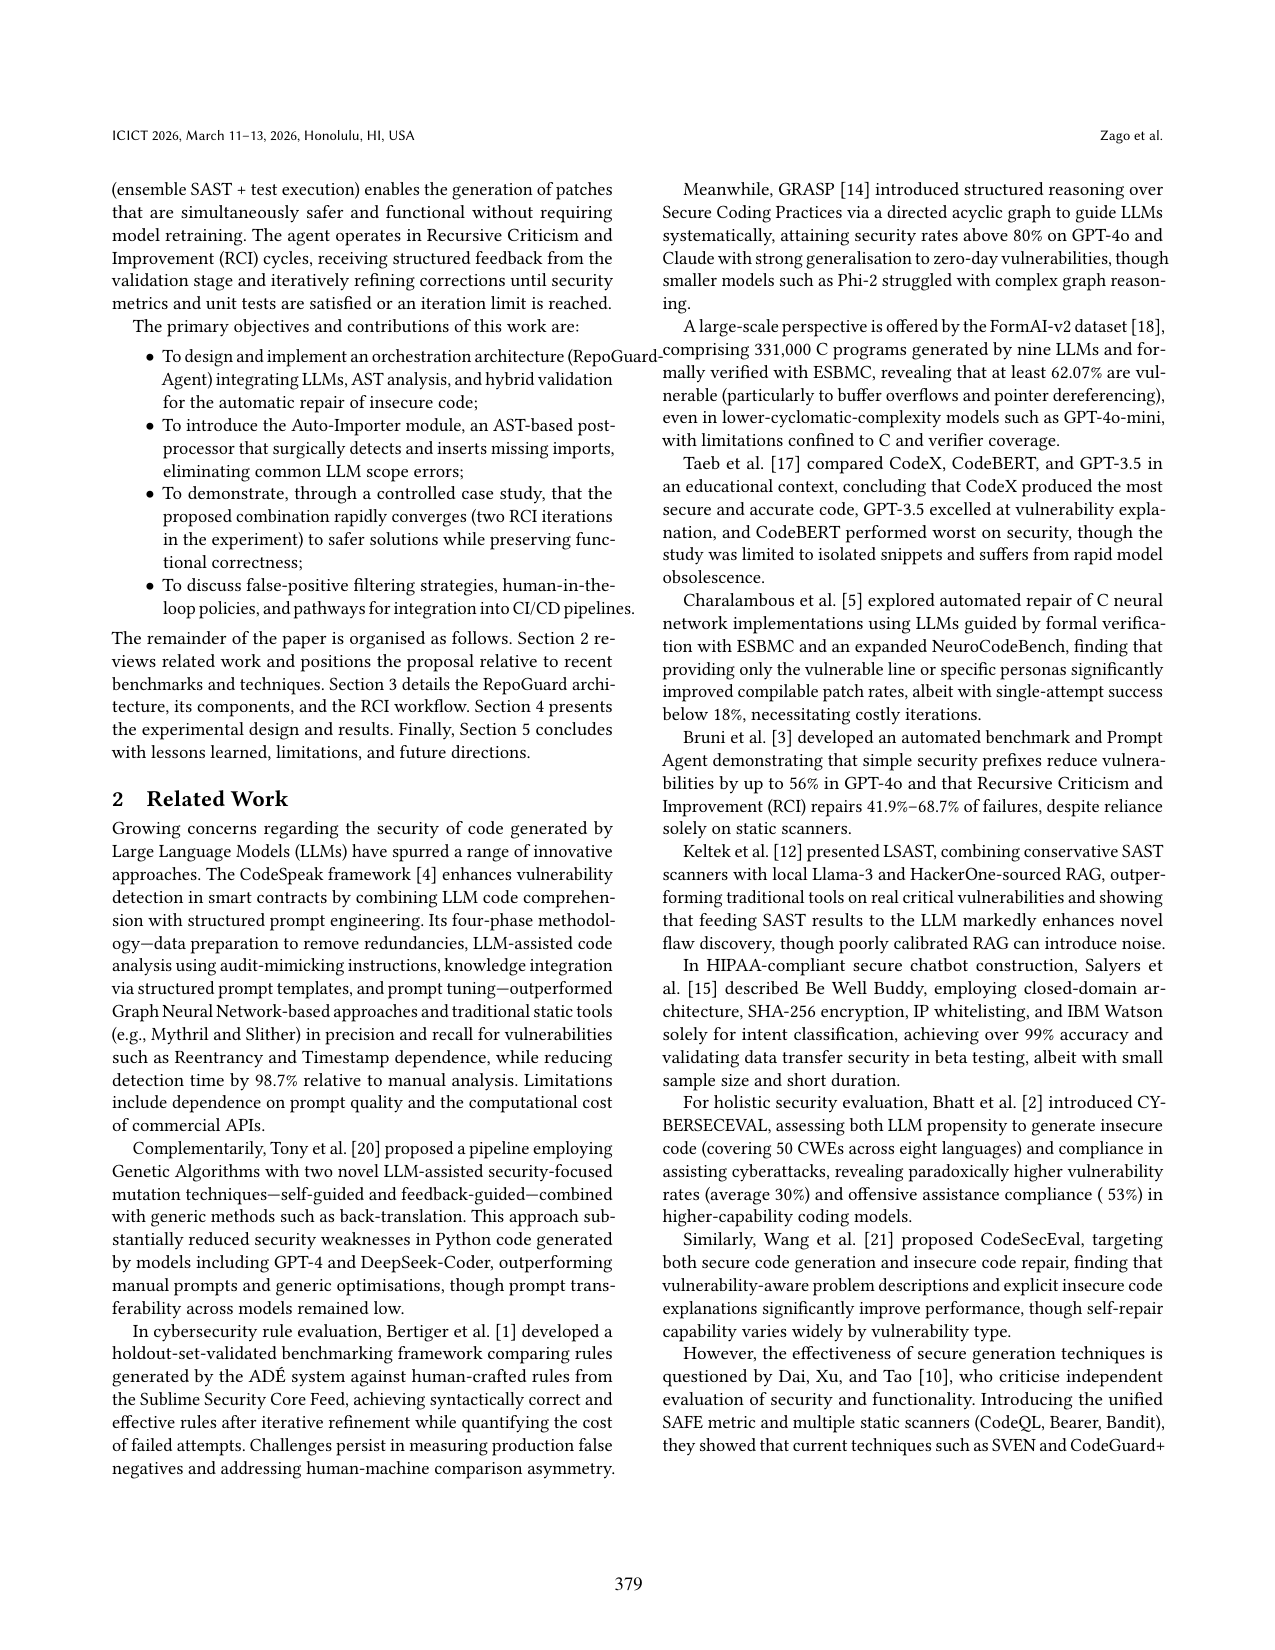 ICICT 2026, March 11–13, 2026, Honolulu, HI, USA
Zago et al.
(ensemble SAST + test execution) enables the generation of patches
that are simultaneously safer and functional without requiring
model retraining. The agent operates in Recursive Criticism and
Improvement (RCI) cycles, receiving structured feedback from the
validation stage and iteratively refining corrections until security
metrics and unit tests are satisfied or an iteration limit is reached.
The primary objectives and contributions of this work are:
• To design and implement an orchestration architecture (RepoGuard-
Agent) integrating LLMs, AST analysis, and hybrid validation
for the automatic repair of insecure code;
• To introduce the Auto-Importer module, an AST-based post-
processor that surgically detects and inserts missing imports,
eliminating common LLM scope errors;
• To demonstrate, through a controlled case study, that the
proposed combination rapidly converges (two RCI iterations
in the experiment) to safer solutions while preserving func-
tional correctness;
• To discuss false-positive filtering strategies, human-in-the-
loop policies, and pathways for integration into CI/CD pipelines.
The remainder of the paper is organised as follows. Section 2 re-
views related work and positions the proposal relative to recent
benchmarks and techniques. Section 3 details the RepoGuard archi-
tecture, its components, and the RCI workflow. Section 4 presents
the experimental design and results. Finally, Section 5 concludes
with lessons learned, limitations, and future directions.
2 Related Work
Growing concerns regarding the security of code generated by
Large Language Models (LLMs) have spurred a range of innovative
approaches. The CodeSpeak framework [4] enhances vulnerability
detection in smart contracts by combining LLM code comprehen-
sion with structured prompt engineering. Its four-phase methodol-
ogy—data preparation to remove redundancies, LLM-assisted code
analysis using audit-mimicking instructions, knowledge integration
via structured prompt templates, and prompt tuning—outperformed
Graph Neural Network-based approaches and traditional static tools
(e.g., Mythril and Slither) in precision and recall for vulnerabilities
such as Reentrancy and Timestamp dependence, while reducing
detection time by 98.7% relative to manual analysis. Limitations
include dependence on prompt quality and the computational cost
of commercial APIs.
Complementarily, Tony et al. [20] proposed a pipeline employing
Genetic Algorithms with two novel LLM-assisted security-focused
mutation techniques—self-guided and feedback-guided—combined
with generic methods such as back-translation. This approach sub-
stantially reduced security weaknesses in Python code generated
by models including GPT-4 and DeepSeek-Coder, outperforming
manual prompts and generic optimisations, though prompt trans-
ferability across models remained low.
In cybersecurity rule evaluation, Bertiger et al. [1] developed a
holdout-set-validated benchmarking framework comparing rules
generated by the ADÉ system against human-crafted rules from
the Sublime Security Core Feed, achieving syntactically correct and
effective rules after iterative refinement while quantifying the cost
of failed attempts. Challenges persist in measuring production false
negatives and addressing human-machine comparison asymmetry.
Meanwhile, GRASP [14] introduced structured reasoning over
Secure Coding Practices via a directed acyclic graph to guide LLMs
systematically, attaining security rates above 80% on GPT-4o and
Claude with strong generalisation to zero-day vulnerabilities, though
smaller models such as Phi-2 struggled with complex graph reason-
ing.
A large-scale perspective is offered by the FormAI-v2 dataset [18],
comprising 331,000 C programs generated by nine LLMs and for-
mally verified with ESBMC, revealing that at least 62.07% are vul-
nerable (particularly to buffer overflows and pointer dereferencing),
even in lower-cyclomatic-complexity models such as GPT-4o-mini,
with limitations confined to C and verifier coverage.
Taeb et al. [17] compared CodeX, CodeBERT, and GPT-3.5 in
an educational context, concluding that CodeX produced the most
secure and accurate code, GPT-3.5 excelled at vulnerability expla-
nation, and CodeBERT performed worst on security, though the
study was limited to isolated snippets and suffers from rapid model
obsolescence.
Charalambous et al. [5] explored automated repair of C neural
network implementations using LLMs guided by formal verifica-
tion with ESBMC and an expanded NeuroCodeBench, finding that
providing only the vulnerable line or specific personas significantly
improved compilable patch rates, albeit with single-attempt success
below 18%, necessitating costly iterations.
Bruni et al. [3] developed an automated benchmark and Prompt
Agent demonstrating that simple security prefixes reduce vulnera-
bilities by up to 56% in GPT-4o and that Recursive Criticism and
Improvement (RCI) repairs 41.9%–68.7% of failures, despite reliance
solely on static scanners.
Keltek et al. [12] presented LSAST, combining conservative SAST
scanners with local Llama-3 and HackerOne-sourced RAG, outper-
forming traditional tools on real critical vulnerabilities and showing
that feeding SAST results to the LLM markedly enhances novel
flaw discovery, though poorly calibrated RAG can introduce noise.
In HIPAA-compliant secure chatbot construction, Salyers et
al. [15] described Be Well Buddy, employing closed-domain ar-
chitecture, SHA-256 encryption, IP whitelisting, and IBM Watson
solely for intent classification, achieving over 99% accuracy and
validating data transfer security in beta testing, albeit with small
sample size and short duration.
For holistic security evaluation, Bhatt et al. [2] introduced CY-
BERSECEVAL, assessing both LLM propensity to generate insecure
code (covering 50 CWEs across eight languages) and compliance in
assisting cyberattacks, revealing paradoxically higher vulnerability
rates (average 30%) and offensive assistance compliance ( 53%) in
higher-capability coding models.
Similarly, Wang et al. [21] proposed CodeSecEval, targeting
both secure code generation and insecure code repair, finding that
vulnerability-aware problem descriptions and explicit insecure code
explanations significantly improve performance, though self-repair
capability varies widely by vulnerability type.
However, the effectiveness of secure generation techniques is
questioned by Dai, Xu, and Tao [10], who criticise independent
evaluation of security and functionality. Introducing the unified
SAFE metric and multiple static scanners (CodeQL, Bearer, Bandit),
they showed that current techniques such as SVEN and CodeGuard+
379